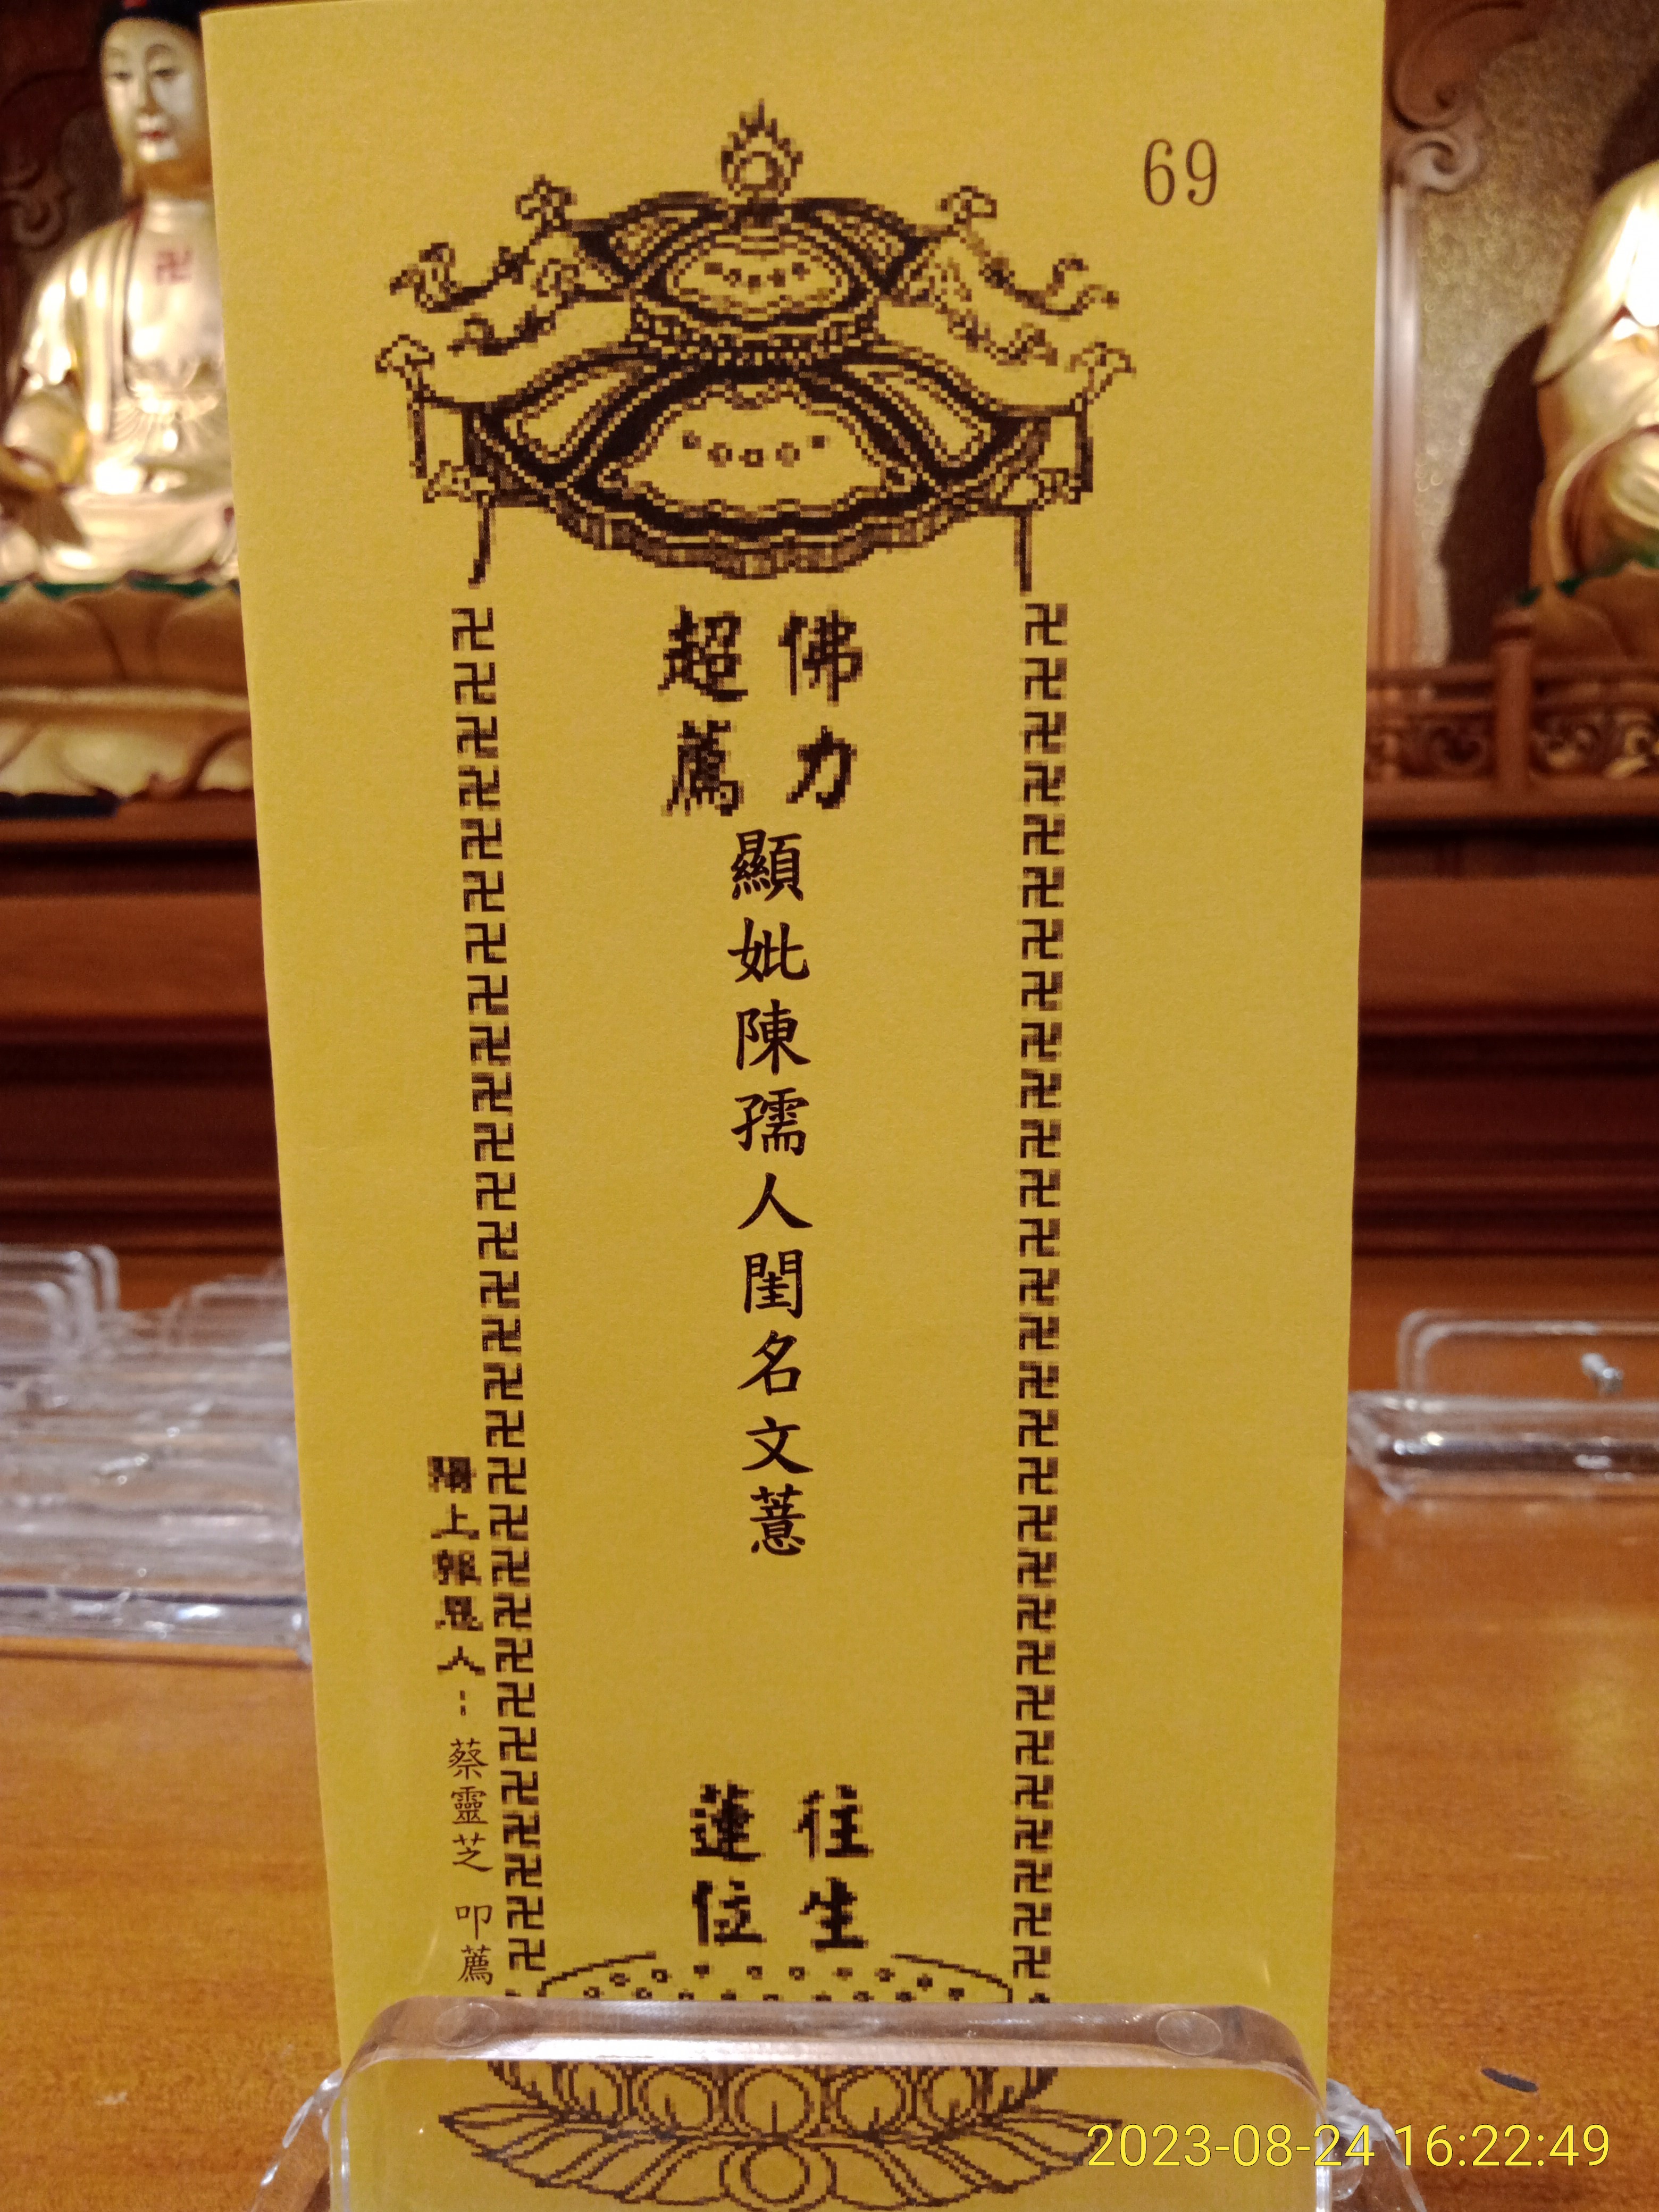 69
佛力
超薦
顯妣陳孺人閨名文薏
往生
蓮位
陽上報恩人：蔡靈芝 叩薦
2023-08-24 16:22:49